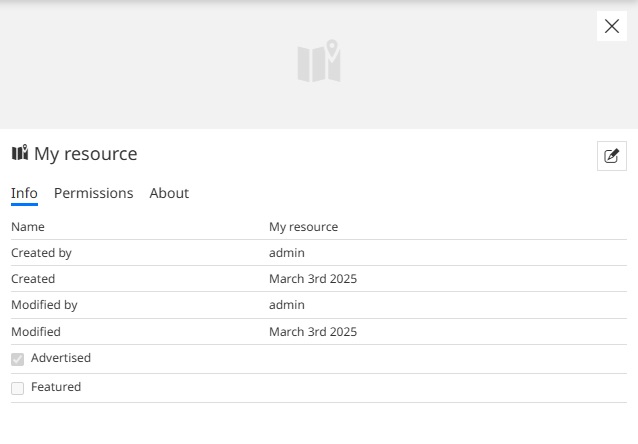 My resource
Info Permissions About
Name My resource
Created by admin
Created March 3rd 2025
Modified by admin
Modified March 3rd 2025
Advertised
Featured